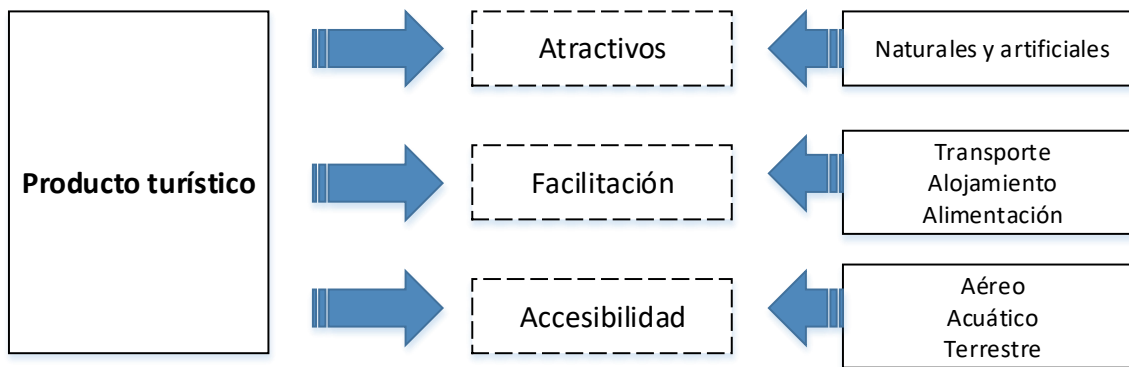 Producto turístico
Atractivos
Naturales y artificiales
Facilitación
Transporte
Alojamiento
Alimentación
Accesibilidad
Aéreo
Acuático
Terrestre